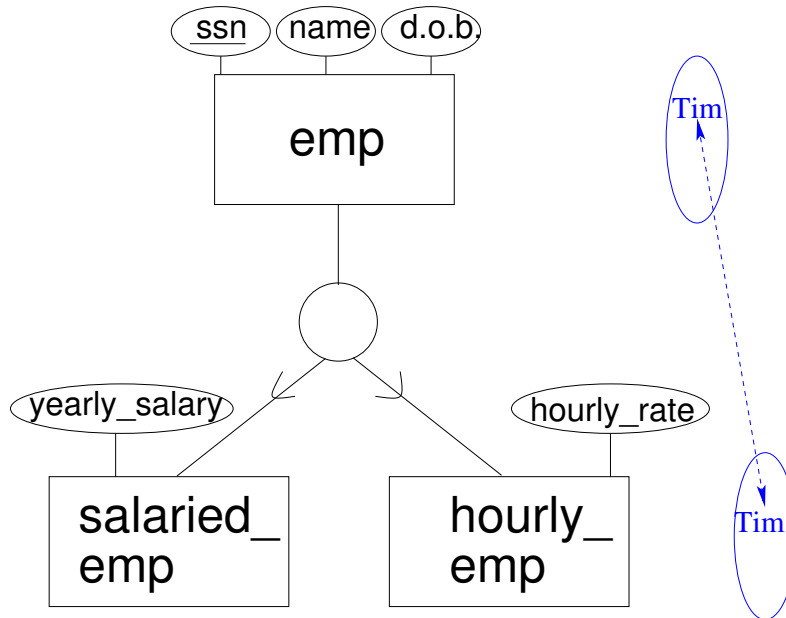 ssn
name
d.o.b.
emp
Tim
yearly_salary
hourly_rate
salaried_
emp
hourly_
emp
Tim